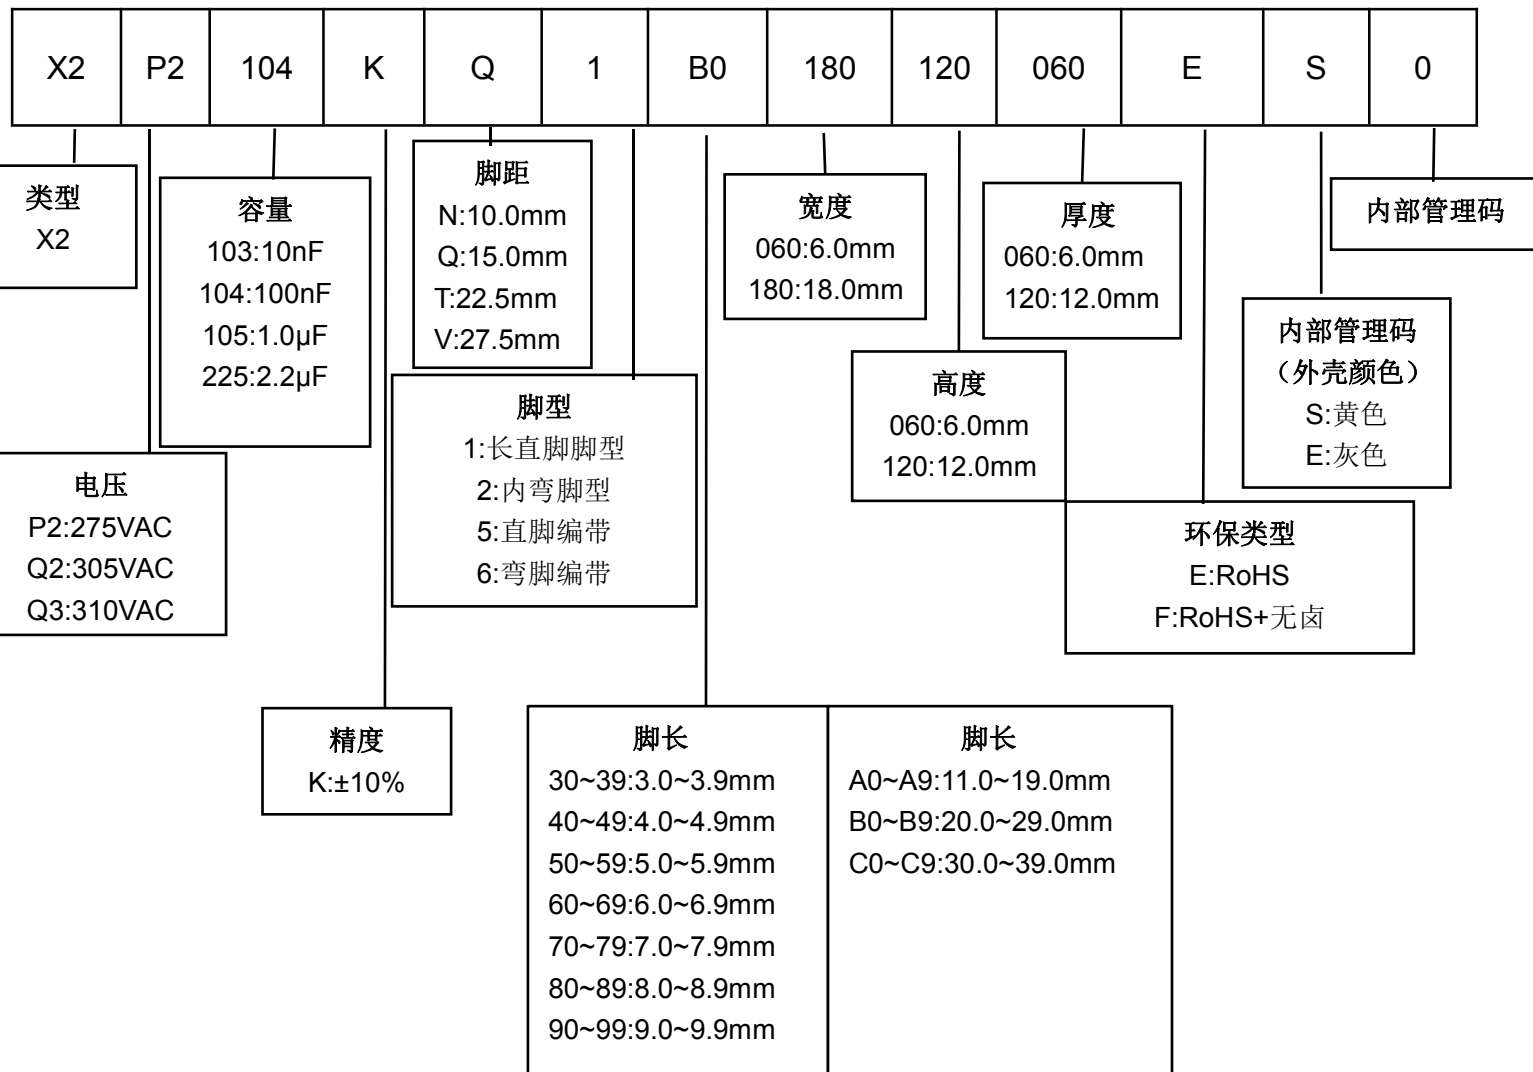 X2 P2 104 K Q 1 B0 180 120 060 E S 0
类型
X2
容量
103:10nF
104:100nF
105:1.0μF
225:2.2μF
脚距
N:10.0mm
Q:15.0mm
T:22.5mm
V:27.5mm
宽度
060:6.0mm
180:18.0mm
厚度
060:6.0mm
120:12.0mm
内部管理码
内部管理码
（外壳颜色）
S:黄色
E:灰色
高度
060:6.0mm
120:12.0mm
脚型
1:长直脚脚型
2:内弯脚型
5:直脚编带
6:弯脚编带
电压
P2:275VAC
Q2:305VAC
Q3:310VAC
环保类型
E:RoHS
F:RoHS+无卤
精度
K:±10%
脚长
30~39:3.0~3.9mm
40~49:4.0~4.9mm
50~59:5.0~5.9mm
60~69:6.0~6.9mm
70~79:7.0~7.9mm
80~89:8.0~8.9mm
90~99:9.0~9.9mm
脚长
A0~A9:11.0~19.0mm
B0~B9:20.0~29.0mm
C0~C9:30.0~39.0mm